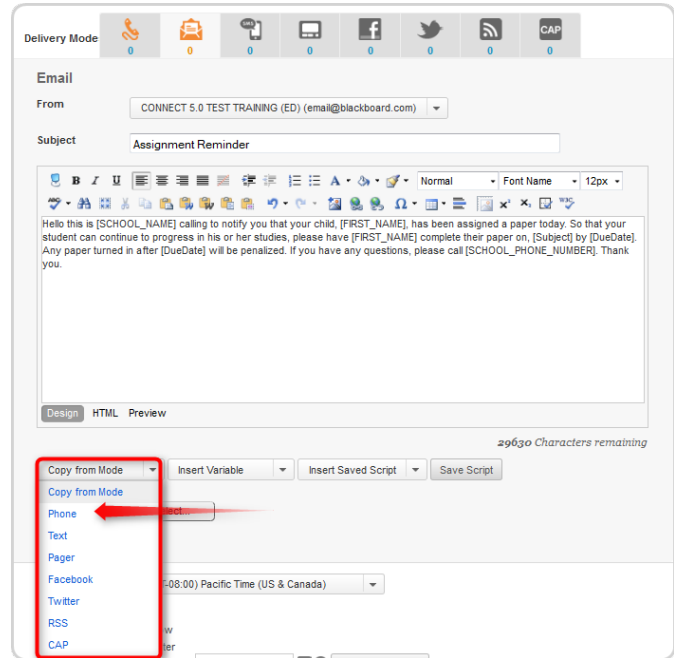 Delivery Mode
SMS
CAP
0 0 0 0 0 0 0 0
Email
From CONNECT 5.0 TEST TRAINING (ED) (email@blackboard.com)
Subject Assignment Reminder
B I U A Normal Font Name 12px
ABC Ω x² x₂ W3C
Hello this is [SCHOOL_NAME] calling to notify you that your child, [FIRST_NAME], has been assigned a paper today. So that your
student can continue to progress in his or her studies, please have [FIRST_NAME] complete their paper on, [Subject] by [DueDate].
Any paper turned in after [DueDate] will be penalized. If you have any questions, please call [SCHOOL_PHONE_NUMBER]. Thank
you.
Design HTML Preview
29630 Characters remaining
Copy from Mode Insert Variable Insert Saved Script Save Script
Copy from Mode
Phone
Text
Pager
Facebook
-08:00) Pacific Time (US & Canada)
Twitter
RSS
CAP